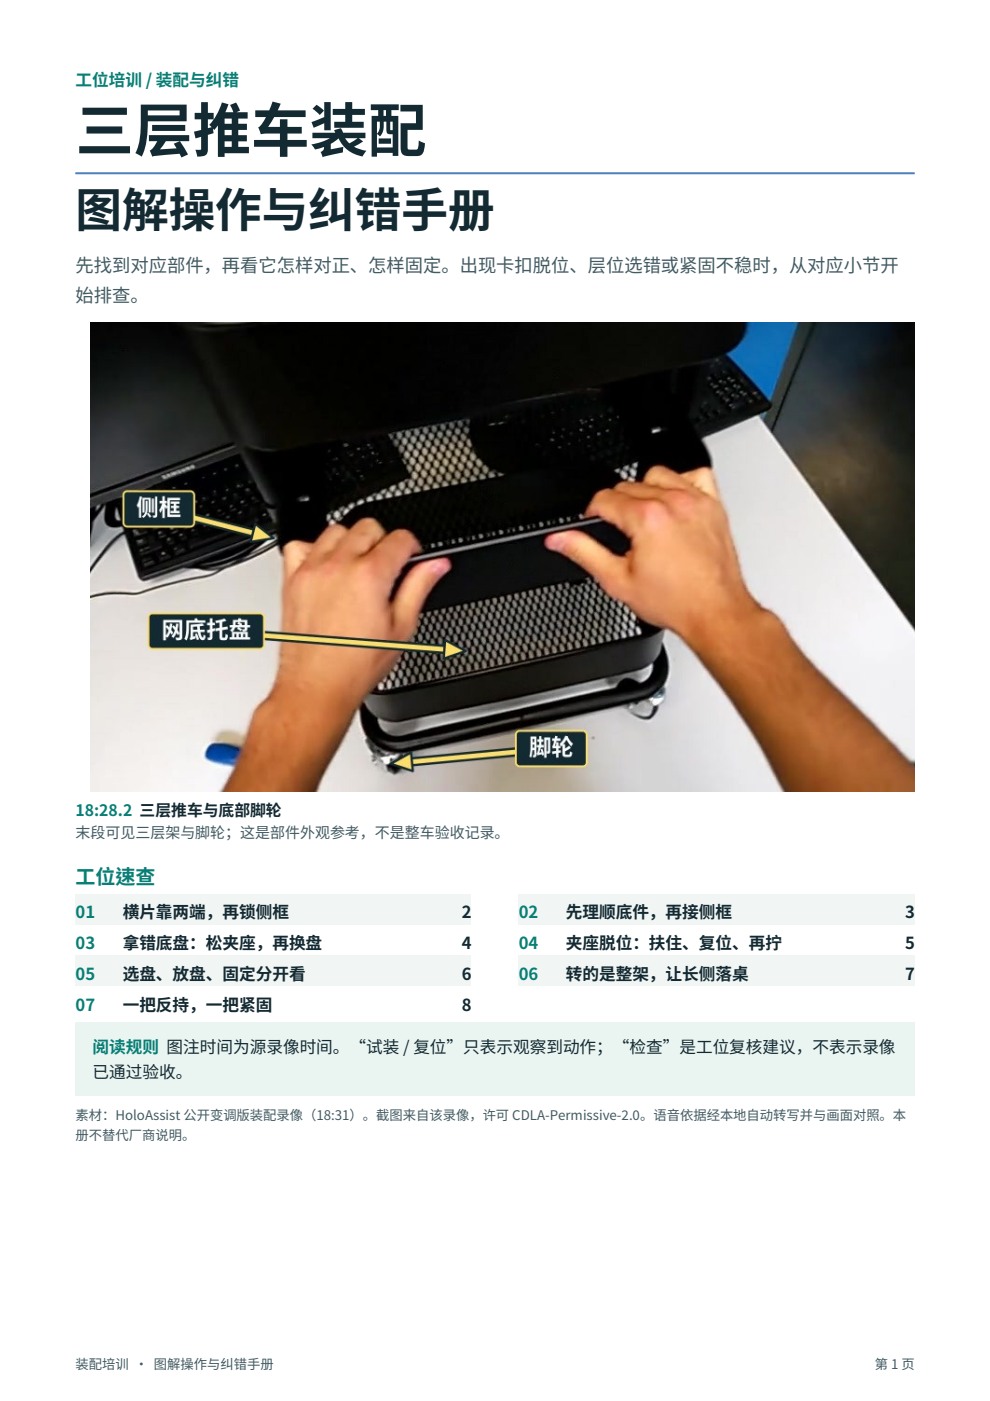 工位培训 / 装配与纠错
三层推车装配
图解操作与纠错手册
先找到对应部件，再看它怎样对正、怎样固定。出现卡扣脱位、层位选错或紧固不稳时，从对应小节开
始排查。
SAMSUNG
侧框
网底托盘
脚轮
18:28.2 三层推车与底部脚轮
末段可见三层架与脚轮；这是部件外观参考，不是整车验收记录。
工位速查
01 横片靠两端，再锁侧框 2
02 先理顺底件，再接侧框 3
03 拿错底盘：松夹座，再换盘 4
04 夹座脱位：扶住、复位、再拧 5
05 选盘、放盘、固定分开看 6
06 转的是整架，让长侧落桌 7
07 一把反持，一把紧固 8
阅读规则 图注时间为源录像时间。“试装 / 复位”只表示观察到动作；“检查”是工位复核建议，不表示录像
已通过验收。
素材：HoloAssist 公开变调版装配录像（18:31）。截图来自该录像，许可 CDLA-Permissive-2.0。语音依据经本地自动转写并与画面对照。本
册不替代厂商说明。
装配培训 · 图解操作与纠错手册
第 1 页